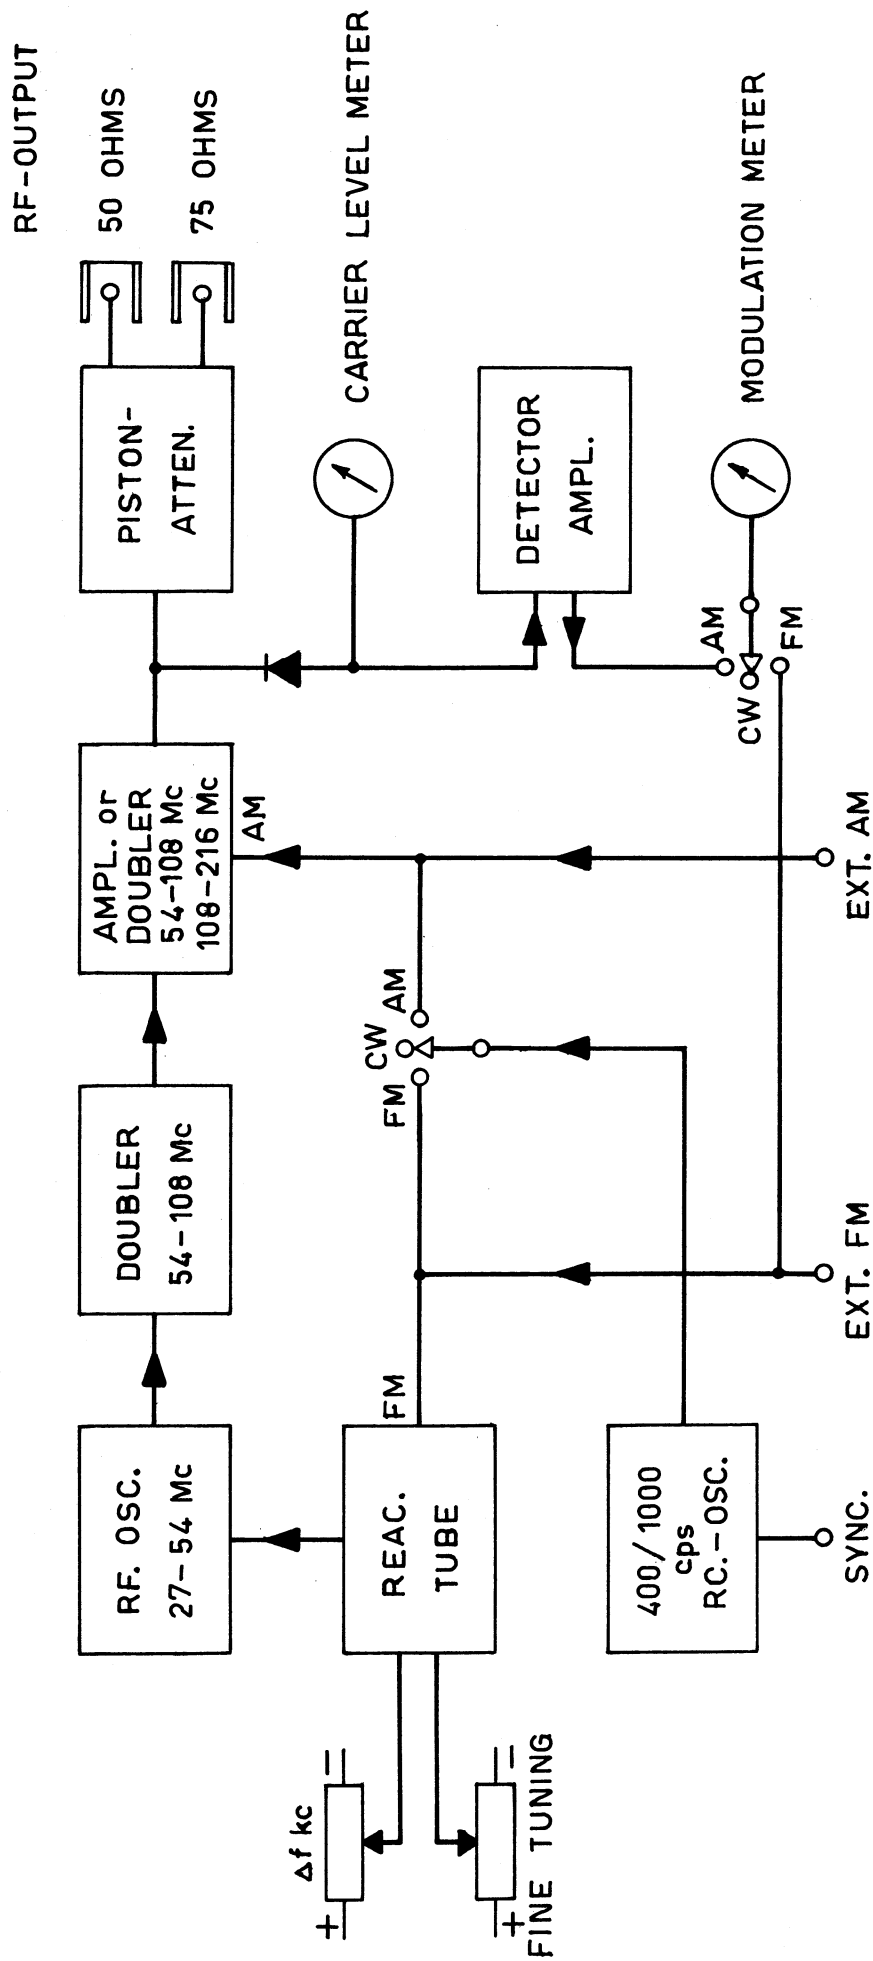 RF-OUTPUT
50 OHMS
75 OHMS
RF. OSC.
27-54 Mc
DOUBLER
54-108 Mc
AMPL. or
DOUBLER
54-108 Mc
108-216 Mc
PISTON-
ATTEN.
AM
CARRIER LEVEL METER
Δf kc
+
-
FINE TUNING
+
-
REAC.
TUBE
FM
FM
CW
AM
DETECTOR
AMPL.
400/1000
cps
RC.-OSC.
AM
CW
FM
MODULATION METER
SYNC.
EXT. FM
EXT. AM